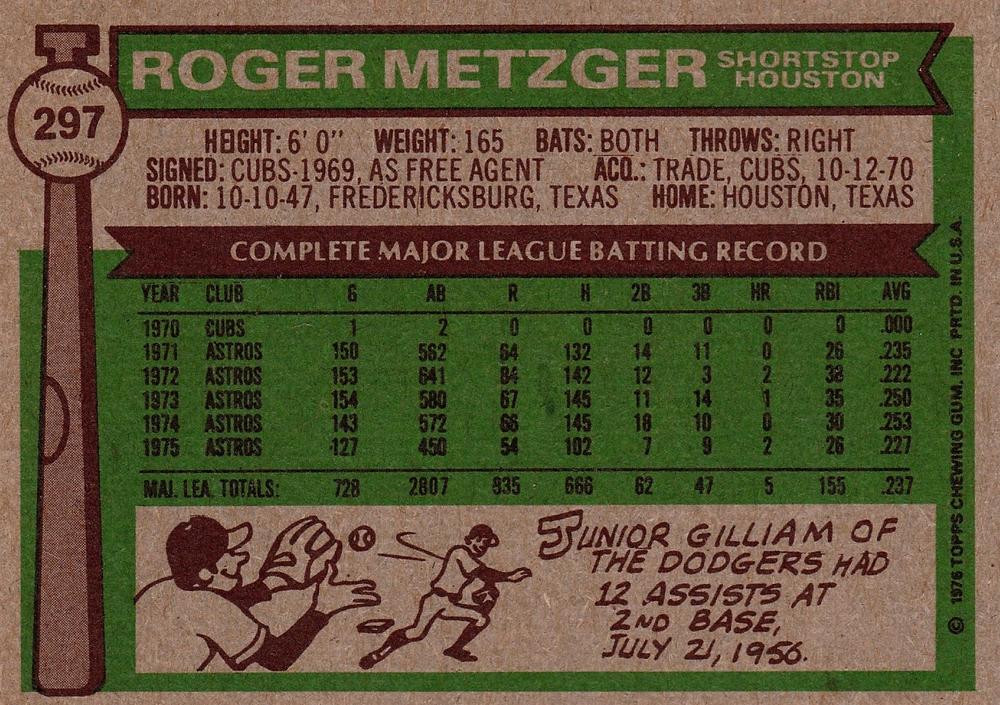 297
ROGER METZGER SHORTSTOP
HOUSTON
HEIGHT: 6' 0" WEIGHT: 165 BATS: BOTH THROWS: RIGHT
SIGNED: CUBS-1969, AS FREE AGENT ACQ.: TRADE, CUBS, 10-12-70
BORN: 10-10-47, FREDERICKSBURG, TEXAS HOME: HOUSTON, TEXAS
COMPLETE MAJOR LEAGUE BATTING RECORD
YEAR CLUB G AB R H 2B 3B HR RBI AVG
1970 CUBS 1 2 0 0 0 0 0 0 .000
1971 ASTROS 150 562 64 132 14 11 0 26 .235
1972 ASTROS 153 641 84 142 12 3 2 38 .222
1973 ASTROS 154 580 67 145 11 14 1 35 .250
1974 ASTROS 143 572 66 145 18 10 0 30 .253
1975 ASTROS 127 450 54 102 7 9 2 26 .227
MAJ. LEA. TOTALS: 728 2807 335 666 62 47 5 155 .237
JUNIOR GILLIAM OF
THE DODGERS HAD
12 ASSISTS AT
2ND BASE,
JULY 21, 1956.
© 1976 TOPPS CHEWING GUM, INC PRTD. IN U.S.A.